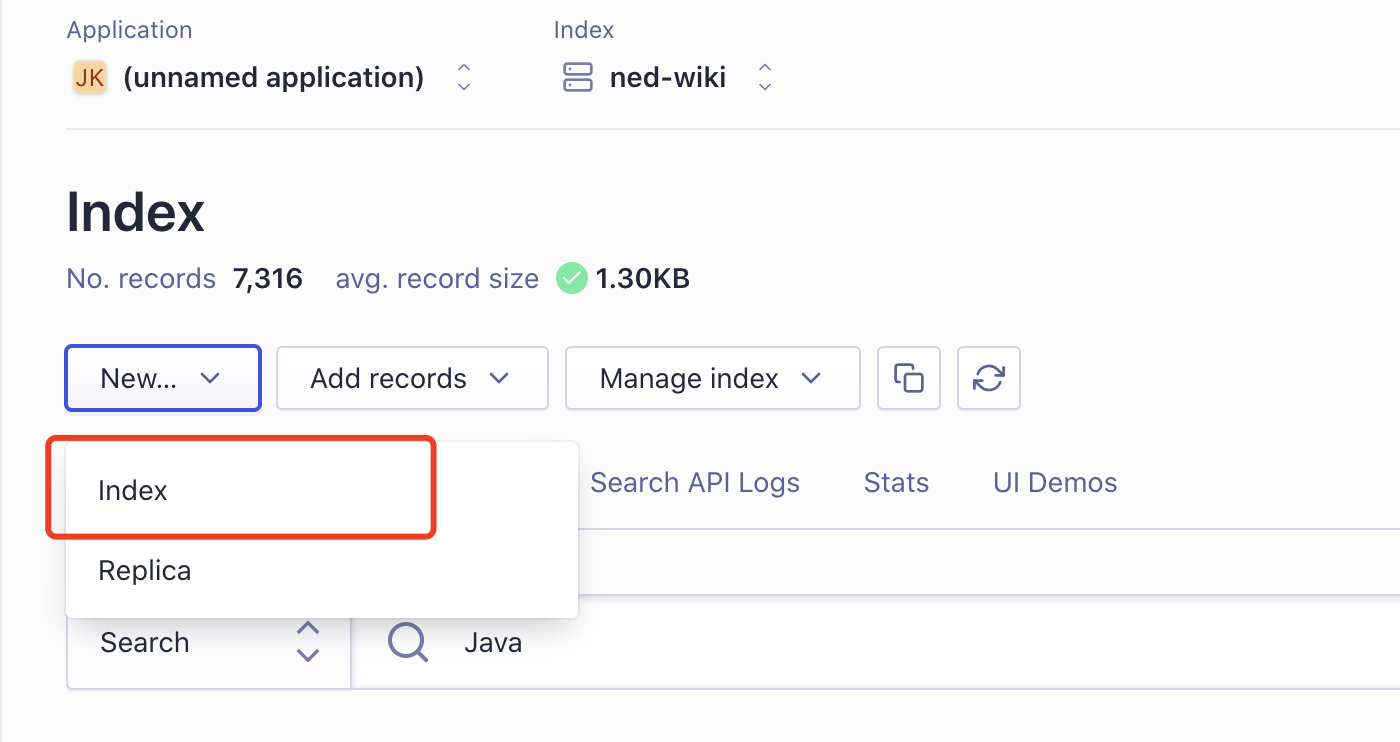 Application Index
JK (unnamed application) ned-wiki
Index
No. records 7,316 avg. record size 1.30KB
New... Add records Manage index
Index Search API Logs Stats UI Demos
Replica
Search Java